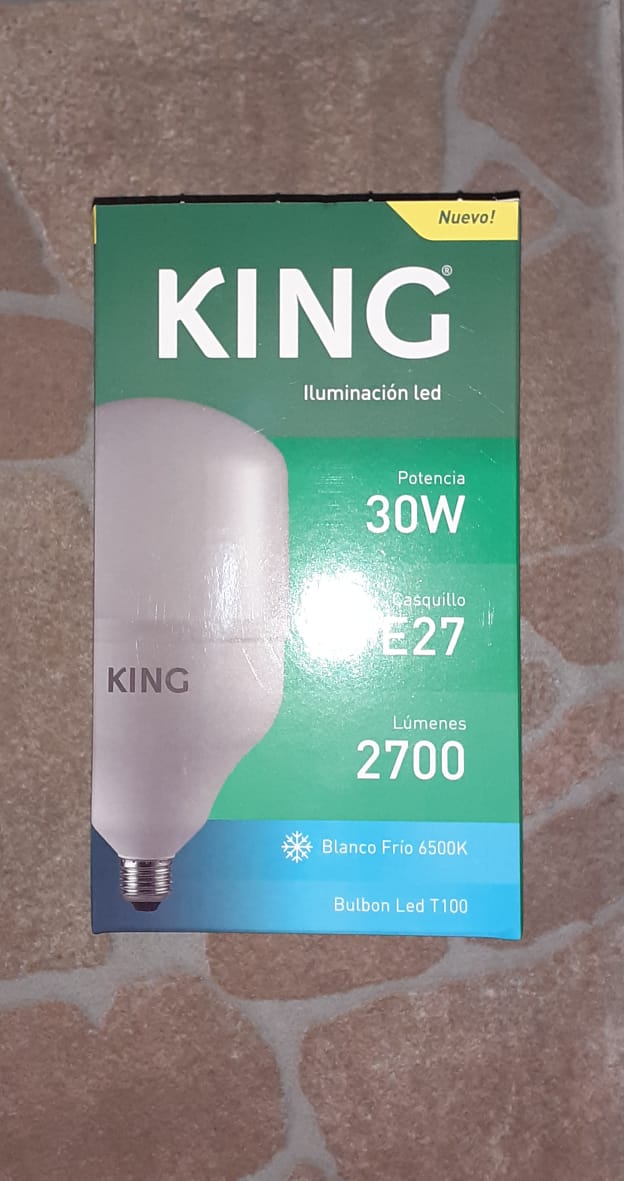 Nuevo!
KING®
Iluminación led
Potencia
30W
Casquillo
E27
KING
Lúmenes
2700
Blanco Frío 6500K
Bulbon Led T100